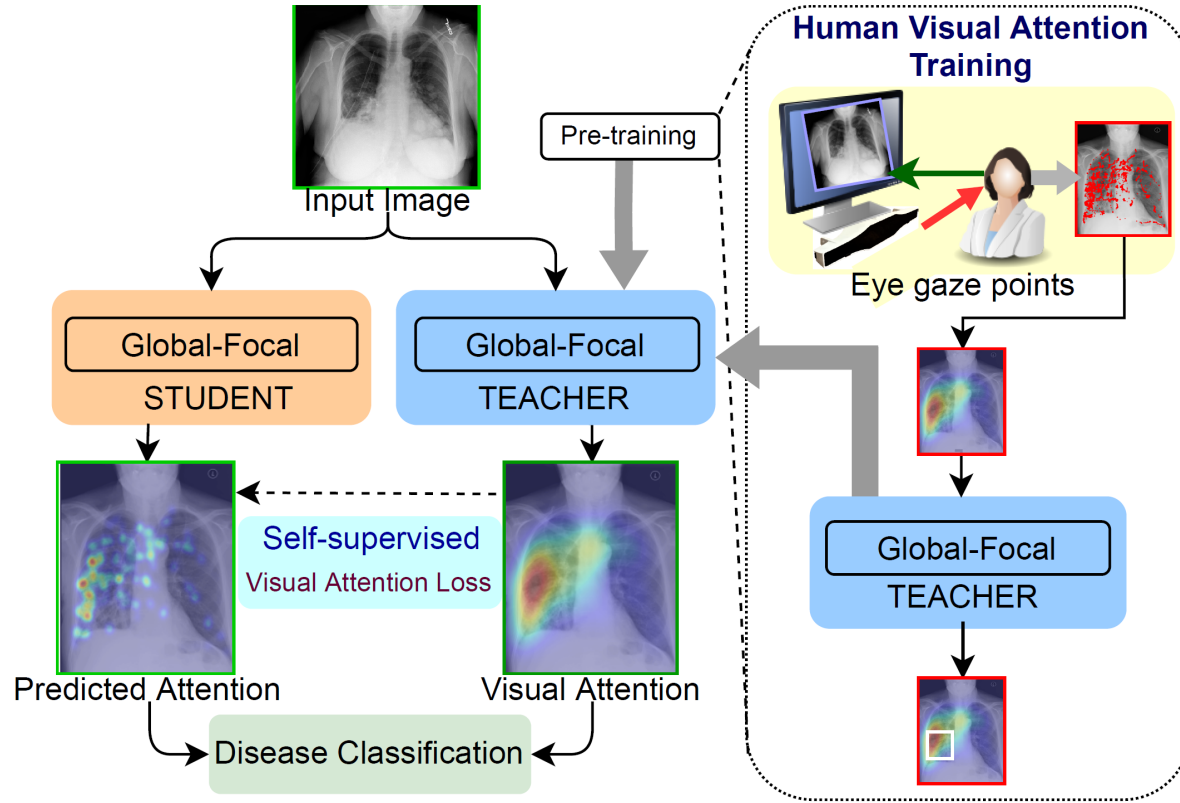 Human Visual Attention
Training
Pre-training
Input Image
Eye gaze points
Global-Focal
STUDENT
Global-Focal
TEACHER
Self-supervised
Visual Attention Loss
Global-Focal
TEACHER
Predicted Attention
Visual Attention
Disease Classification